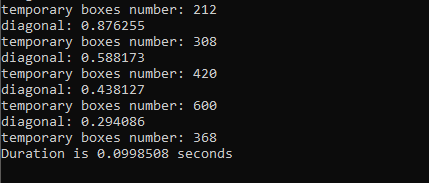 temporary boxes number: 212
diagonal: 0.876255
temporary boxes number: 308
diagonal: 0.588173
temporary boxes number: 420
diagonal: 0.438127
temporary boxes number: 600
diagonal: 0.294086
temporary boxes number: 368
Duration is 0.0998508 seconds